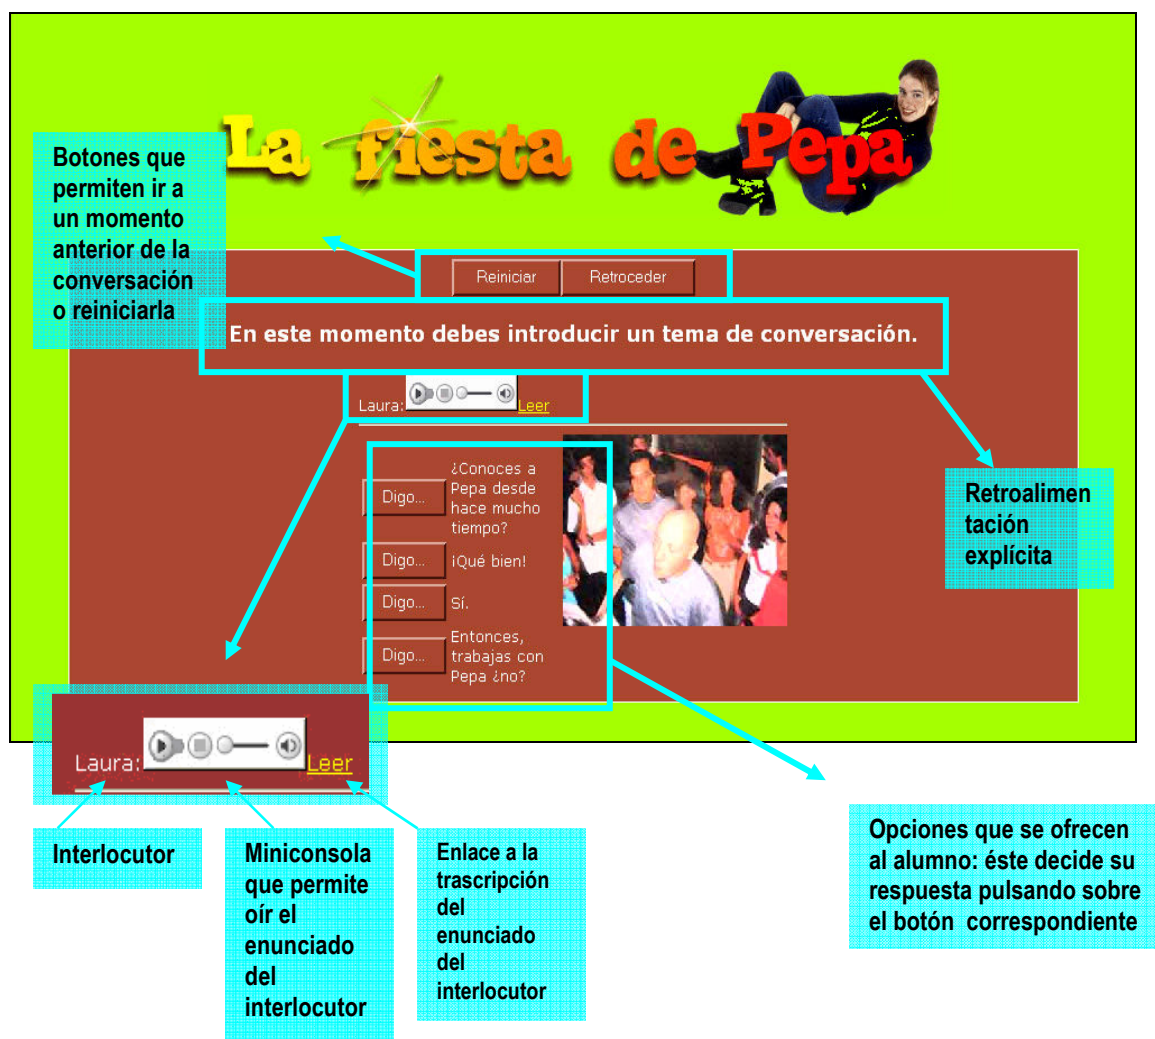 La fiesta de Pepa
Botones que
permiten ir a
un momento
anterior de la
conversación
o reiniciarla
Reiniciar
Retroceder
En este momento debes introducir un tema de conversación.
Laura:
Leer
Digo...
¿Conoces a
Pepa desde
hace mucho
tiempo?
Digo...
¡Qué bien!
Digo...
Sí.
Digo...
Entonces,
trabajas con
Pepa ¿no?
Retroalimen
tación
explícita
Laura:
Leer
Interlocutor
Miniconsola
que permite
oír el
enunciado
del
interlocutor
Enlace a la
trascripción
del
enunciado
del
interlocutor
Opciones que se ofrecen
al alumno: éste decide su
respuesta pulsando sobre
el botón correspondiente